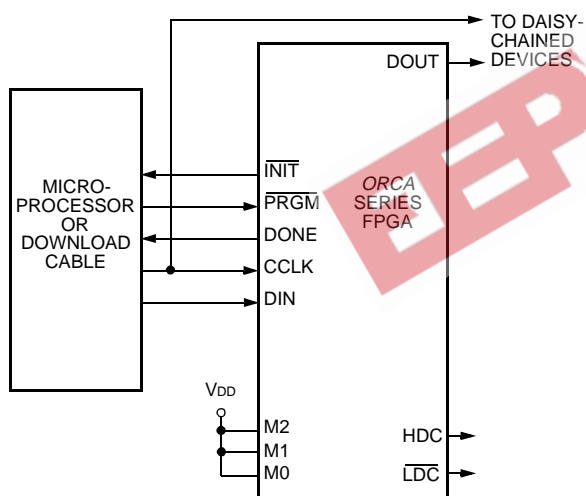 TO DAISY-
CHAINED
DEVICES
DOUT
MICRO-
PROCESSOR
OR
DOWNLOAD
CABLE
INIT
PRGM
DONE
CCLK
DIN
ORCA
SERIES
FPGA
VDD
M2
M1
M0
HDC
LDC